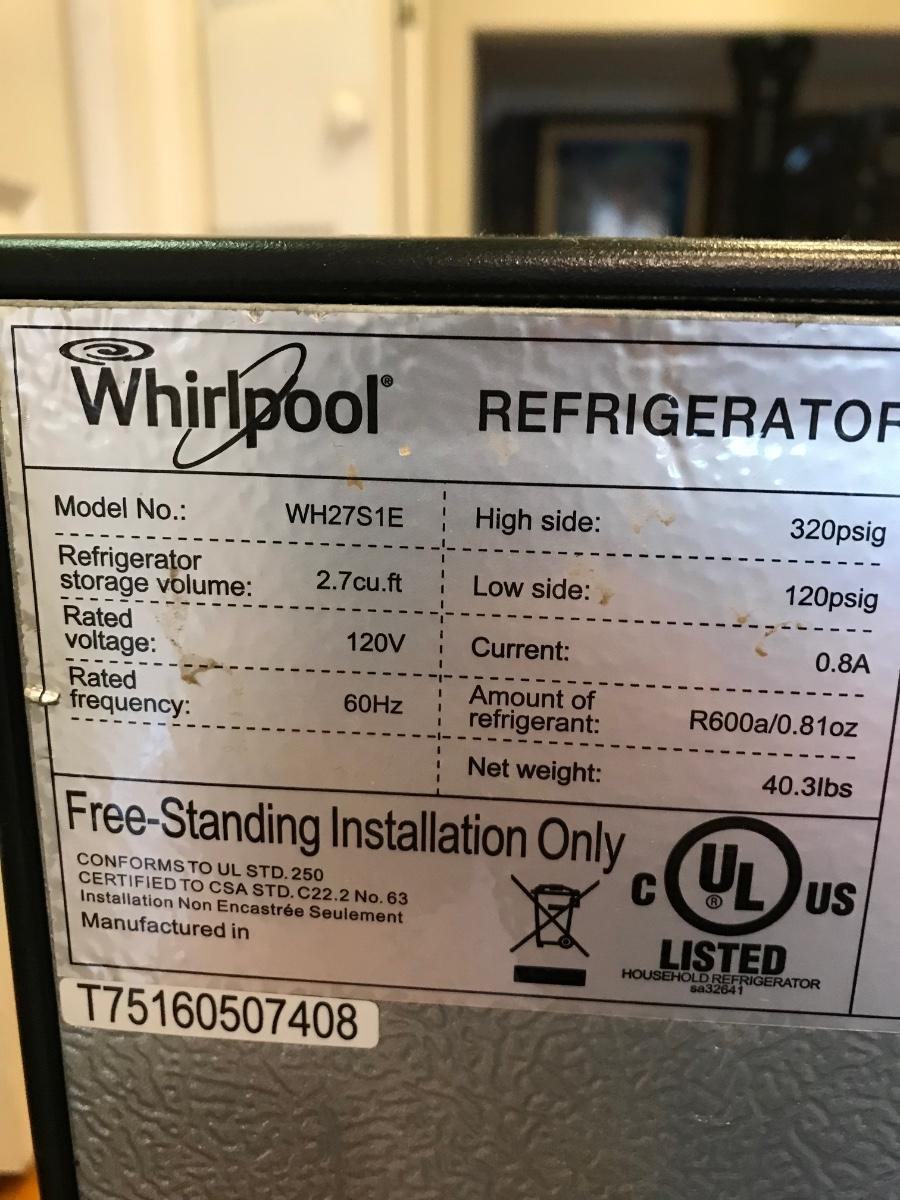 Whirlpool® REFRIGERATOR
Model No.: WH27S1E
High side: 320psig
Refrigerator
storage volume: 2.7cu.ft
Low side: 120psig
Rated
voltage: 120V
Current: 0.8A
Rated
frequency: 60Hz
Amount of
refrigerant: R600a/0.81oz
Net weight: 40.3lbs
Free-Standing Installation Only
CONFORMS TO UL STD. 250
CERTIFIED TO CSA STD. C22.2 No. 63
Installation Non Encastrée Seulement
Manufactured in
C UL® US
LISTED
HOUSEHOLD REFRIGERATOR
sa32641
T75160507408